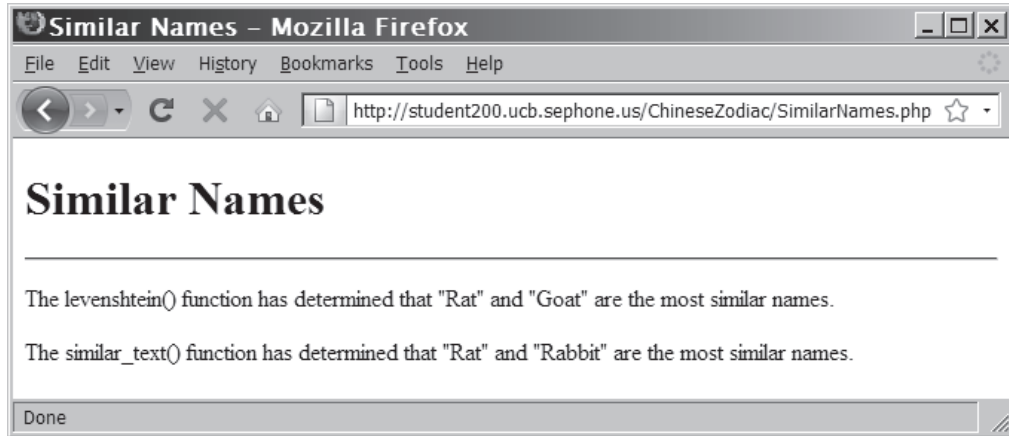 Similar Names – Mozilla Firefox
File Edit View History Bookmarks Tools Help
http://student200.ucb.sephone.us/ChineseZodiac/SimilarNames.php
Similar Names
The levenshtein() function has determined that "Rat" and "Goat" are the most similar names.
The similar_text() function has determined that "Rat" and "Rabbit" are the most similar names.
Done